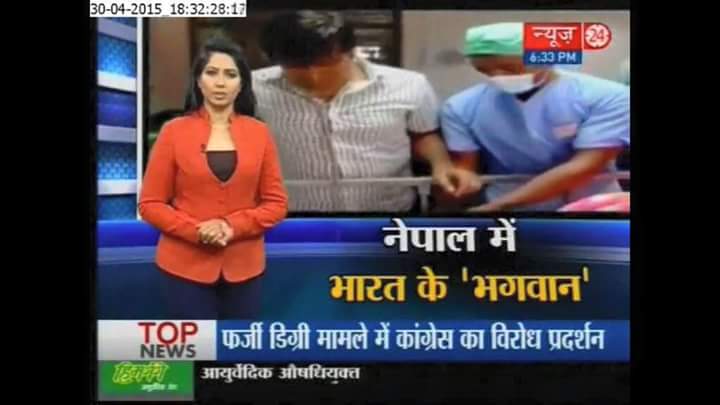 30-04-2015_18:32:28:17
न्यूज़ 24
6:33 PM
नेपाल में
भारत के 'भगवान'
TOP
NEWS
फर्जी डिग्री मामले में कांग्रेस का विरोध प्रदर्शन
आयुर्वेदिक औषधियुक्त